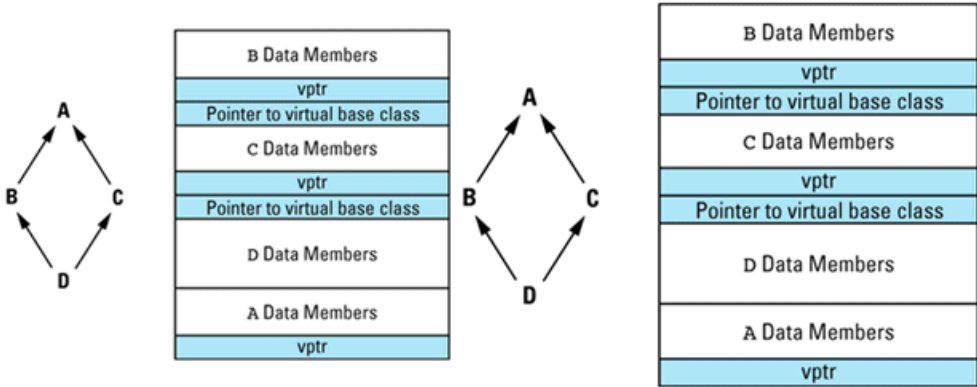 A
B
C
D
B Data Members
vptr
Pointer to virtual base class
C Data Members
vptr
Pointer to virtual base class
D Data Members
A Data Members
vptr
A
B
C
D
B Data Members
vptr
Pointer to virtual base class
C Data Members
vptr
Pointer to virtual base class
D Data Members
A Data Members
vptr